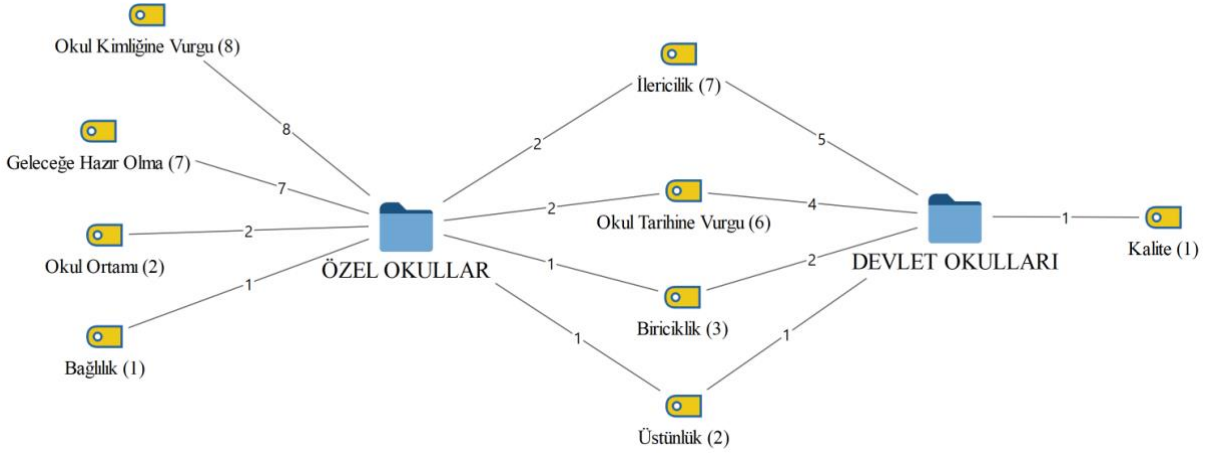 Okul Kimliğine Vurgu (8)
İlericilik (7)
8
5
2
Geleceğe Hazır Olma (7)
7
2
4
Okul Tarihine Vurgu (6)
1
Kalite (1)
2
Okul Ortamı (2)
ÖZEL OKULLAR
DEVLET OKULLARI
1
2
1
Biriciklik (3)
1
1
Bağlılık (1)
Üstünlük (2)